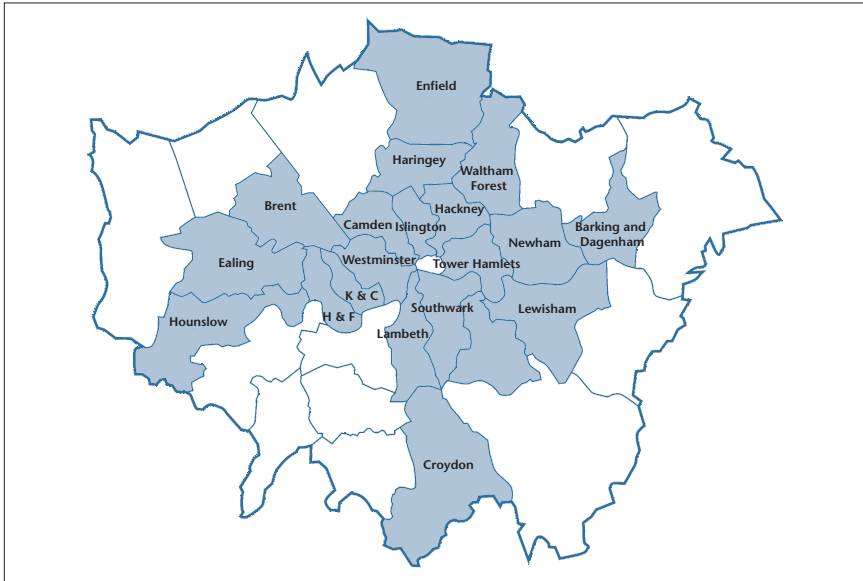 Enfield
Haringey
Waltham
Forest
Brent
Hackney
Camden
Islington
Barking and
Dagenham
Newham
Ealing
Westminster
Tower Hamlets
K & C
Southwark
Lewisham
H & F
Hounslow
Lambeth
Croydon